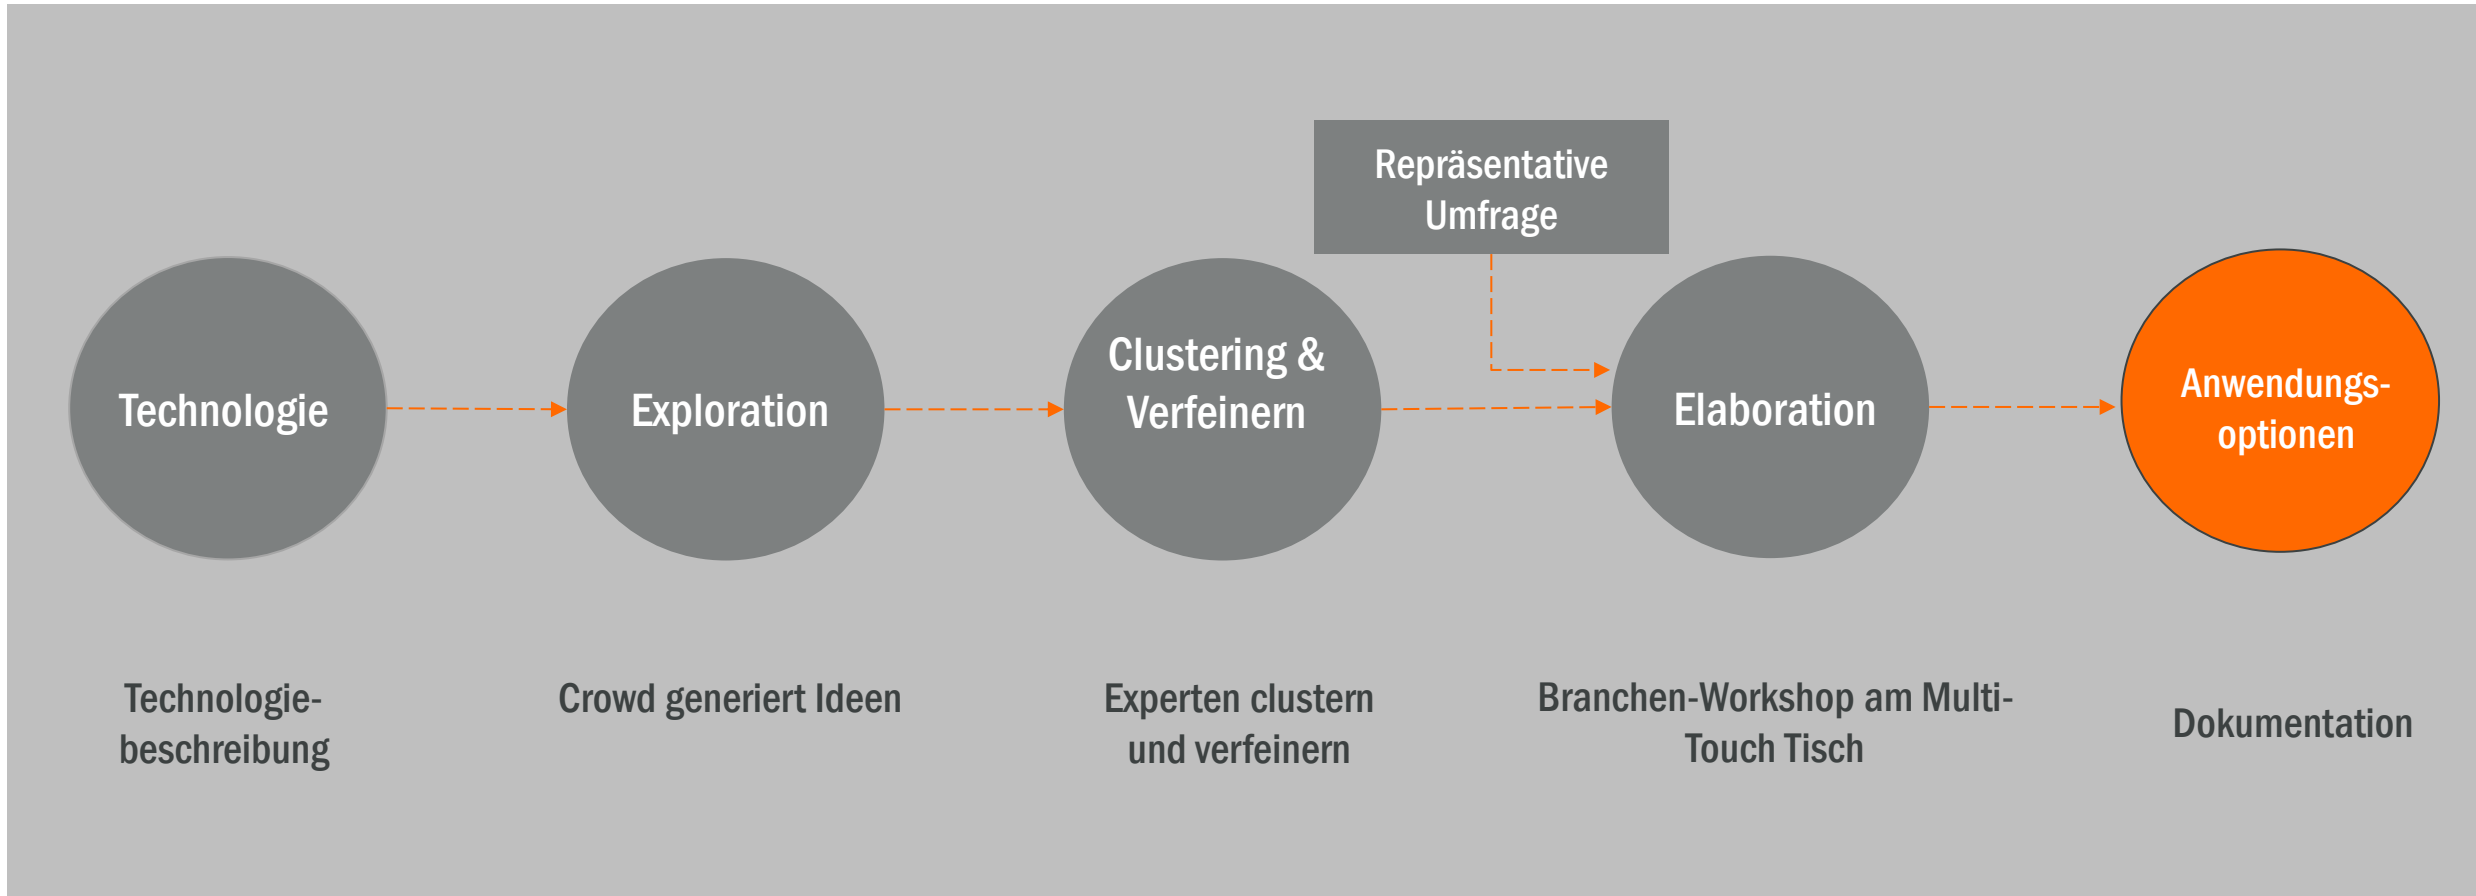 Repräsentative
Umfrage
Technologie
Exploration
Clustering &
Verfeinern
Elaboration
Anwendungs-
optionen
Technologie-
beschreibung
Crowd generiert Ideen
Experten clustern
und verfeinern
Branchen-Workshop am Multi-
Touch Tisch
Dokumentation